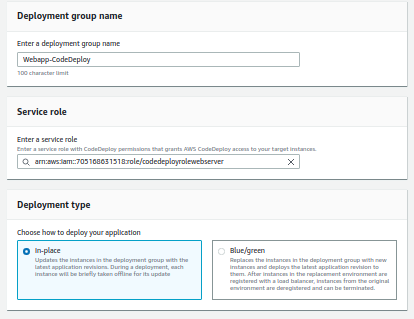 Deployment group name
Enter a deployment group name
Webapp-CodeDeploy
100 character limit
Service role
Enter a service role
Enter a service role with CodeDeploy permissions that grants AWS CodeDeploy access to your target instances.
arn:aws:iam::705168631518:role/codedeployrolewebserver
Deployment type
Choose how to deploy your application
In-place
Updates the instances in the deployment group with the
latest application revisions. During a deployment, each
instance will be briefly taken offline for its update
Blue/green
Replaces the instances in the deployment group with new
instances and deploys the latest application revision to
them. After instances in the replacement environment are
registered with a load balancer, instances from the original
environment are deregistered and can be terminated.